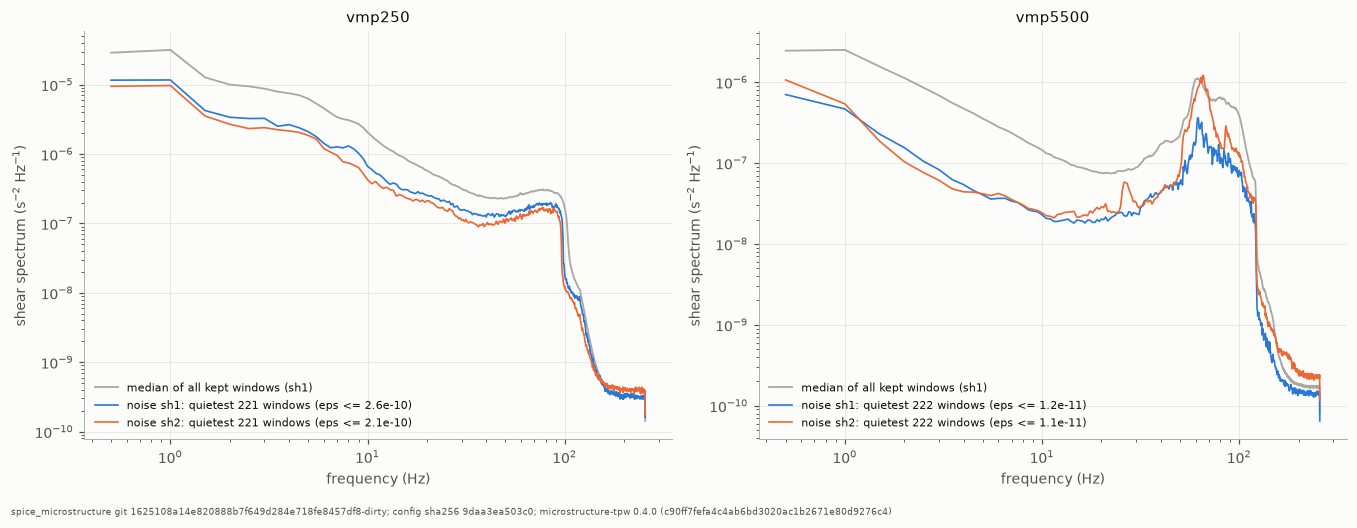 vmp250
shear spectrum (s⁻² Hz⁻¹)
10⁻⁵
10⁻⁶
10⁻⁷
10⁻⁸
10⁻⁹
10⁻¹⁰
median of all kept windows (sh1)
noise sh1: quietest 221 windows (eps <= 2.6e-10)
noise sh2: quietest 221 windows (eps <= 2.1e-10)
10⁰ 10¹ 10²
frequency (Hz)
vmp5500
shear spectrum (s⁻² Hz⁻¹)
10⁻⁶
10⁻⁷
10⁻⁸
10⁻⁹
10⁻¹⁰
median of all kept windows (sh1)
noise sh1: quietest 222 windows (eps <= 1.2e-11)
noise sh2: quietest 222 windows (eps <= 1.1e-11)
10⁰ 10¹ 10²
frequency (Hz)
spice_microstructure git 1625108a14e820888b7f649d284e718fe8457df8-dirty; config sha256 9daa3ea503c0; microstructure-tpw 0.4.0 (c90ff7fefa4c4ab6bd3020ac1b2671e80d9276c4)